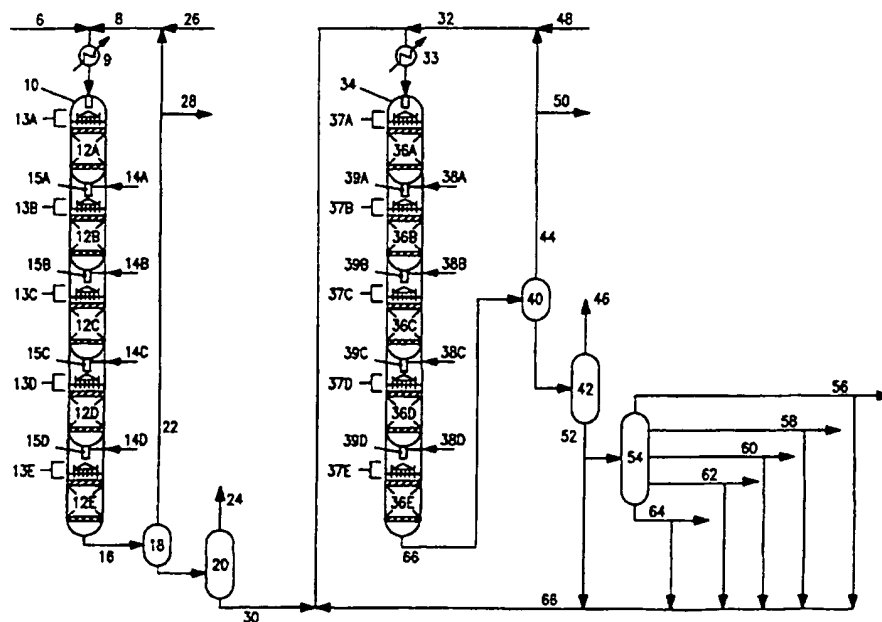 6 8 26 32 48
9 33
10 28 34 50
13A 12A 37A 36A
15A 14A 39A 38A
13B 12B 37B 36B 44
15B 14B 39B 38B 40 46
13C 12C 37C 36C
15C 14C 39C 38C 42 56
13D 12D 22 37D 36D 52 58
15D 14D 39D 38D 54 60
13E 12E 24 37E 36E 62
64
16 18 20 66
30 66